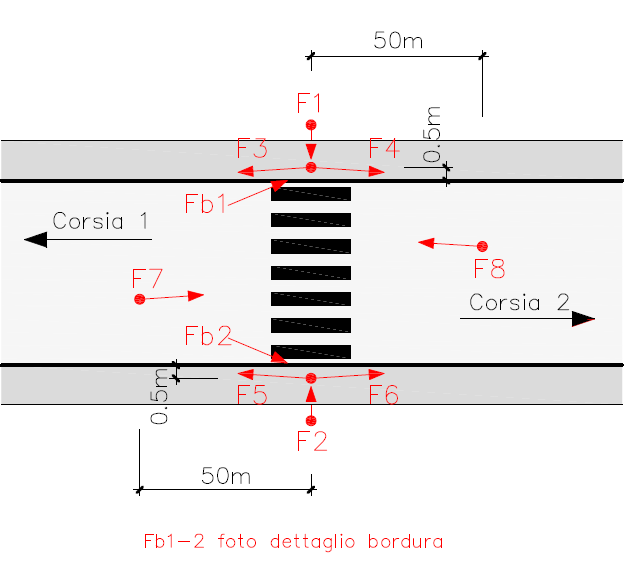 50m
F1
0.5m
F3
F4
Fb1
Corsia 1
F7
F8
Corsia 2
Fb2
0.5m
F5
F6
F2
50m
Fb1-2 foto dettaglio bordura